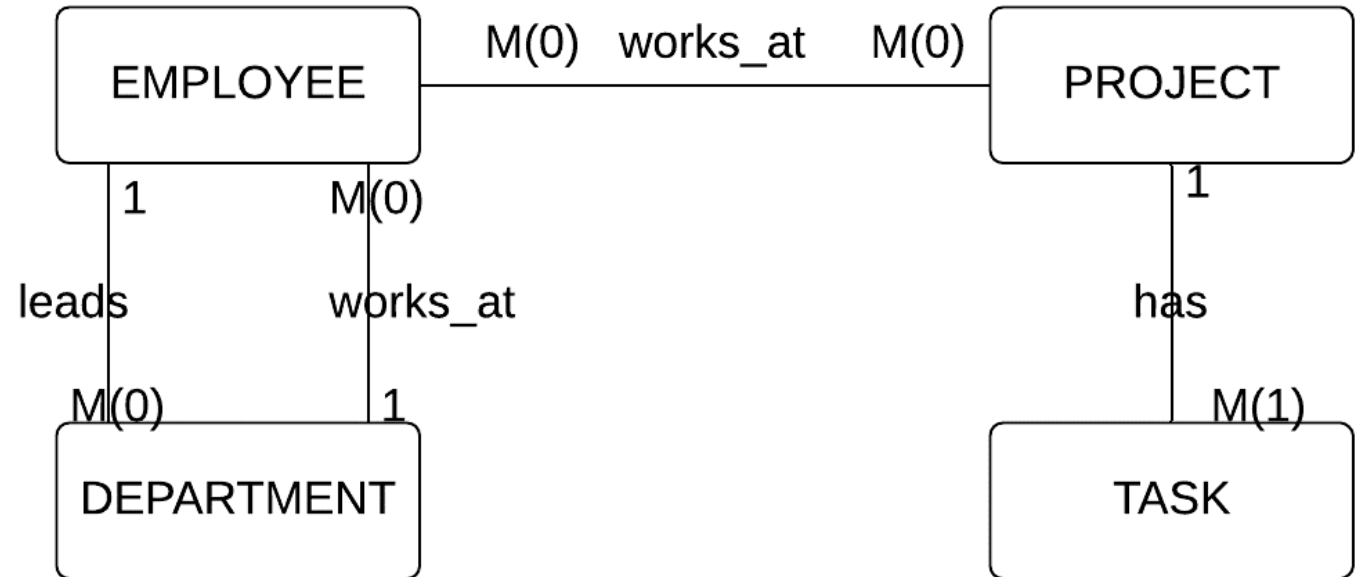 M(0) works_at M(0)
EMPLOYEE
PROJECT
1
M(0)
1
leads
works_at
has
M(0)
1
M(1)
DEPARTMENT
TASK